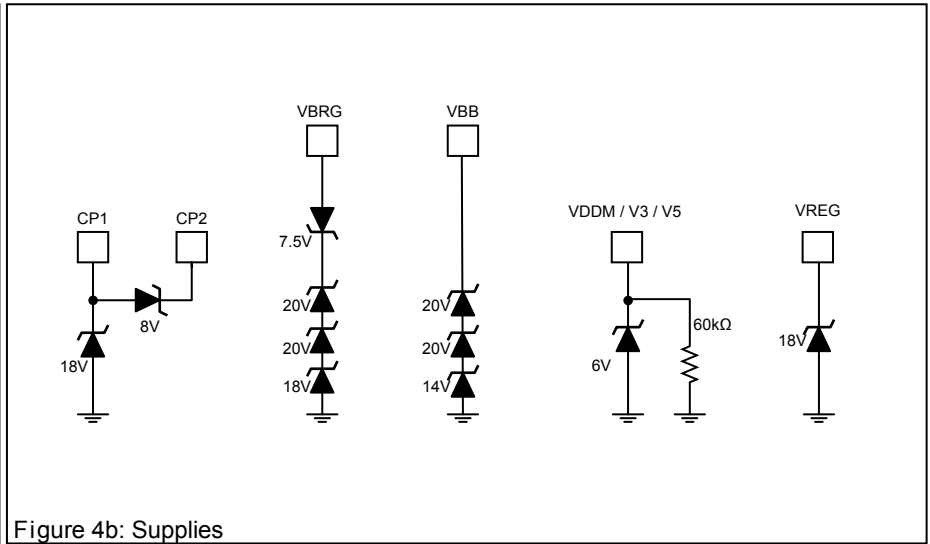 VBRG
VBB
CP1
CP2
VDDM / V3 / V5
VREG
7.5V
8V
18V
20V
20V
18V
20V
20V
14V
6V
60kΩ
18V
Figure 4b: Supplies